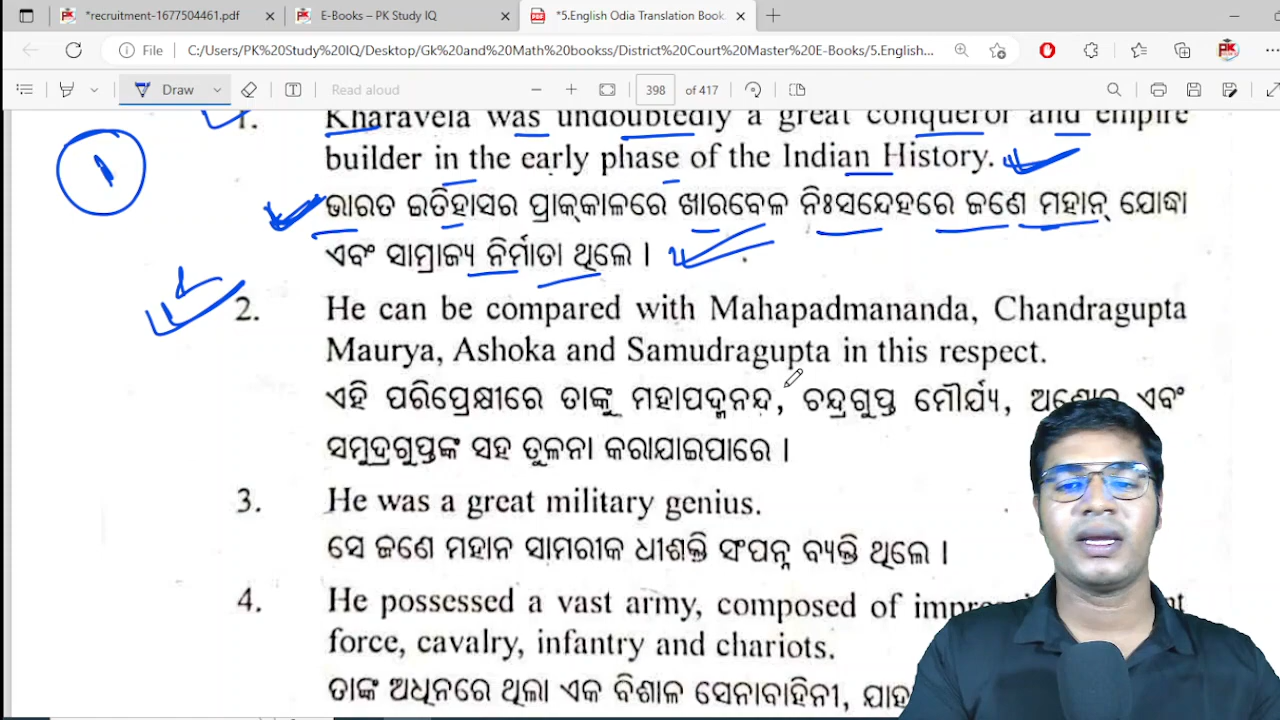 *recruitment-1677504461.pdf
E-Books – PK Study IQ
*5.English Odia Translation Book.
File
C:/Users/PK%20Study%20IQ/Desktop/Gk%20and%20Math%20bookss/District%20Court%20Master%20E-Books/5.English...
Draw
Read aloud
398 of 417
1. Kharavela was undoubtedly a great conqueror and empire
builder in the early phase of the Indian History.
ଭାରତ ଇତିହାସର ପ୍ରାକ୍‌କାଳରେ ଖାରବେଳ ନିଃସନ୍ଦେହରେ ଜଣେ ମହାନ୍ ଯୋଦ୍ଧା
ଏବଂ ସାମ୍ରାଜ୍ୟ ନିର୍ମାତା ଥିଲେ ।
2. He can be compared with Mahapadmananda, Chandragupta
Maurya, Ashoka and Samudragupta in this respect.
ଏହି ପରିପ୍ରେକ୍ଷୀରେ ତାଙ୍କୁ ମହାପଦ୍ମନନ୍ଦ, ଚନ୍ଦ୍ରଗୁପ୍ତ ମୌର୍ଯ୍ୟ, ଏବଂ
ସମୁଦ୍ରଗୁପ୍ତଙ୍କ ସହ ତୁଳନା କରାଯାଇପାରେ ।
3. He was a great military genius.
ସେ ଜଣେ ମହାନ ସାମରୀକ ଧୀଶକ୍ତି ସଂପନ୍ନ ବ୍ୟକ୍ତି ଥିଲେ ।
4. He possessed a vast army, composed of
force, cavalry, infantry and chariots.
ତାଙ୍କ ଅଧିନରେ ଥିଲା ଏକ ବିଶାଳ ସେନାବାହିନୀ,